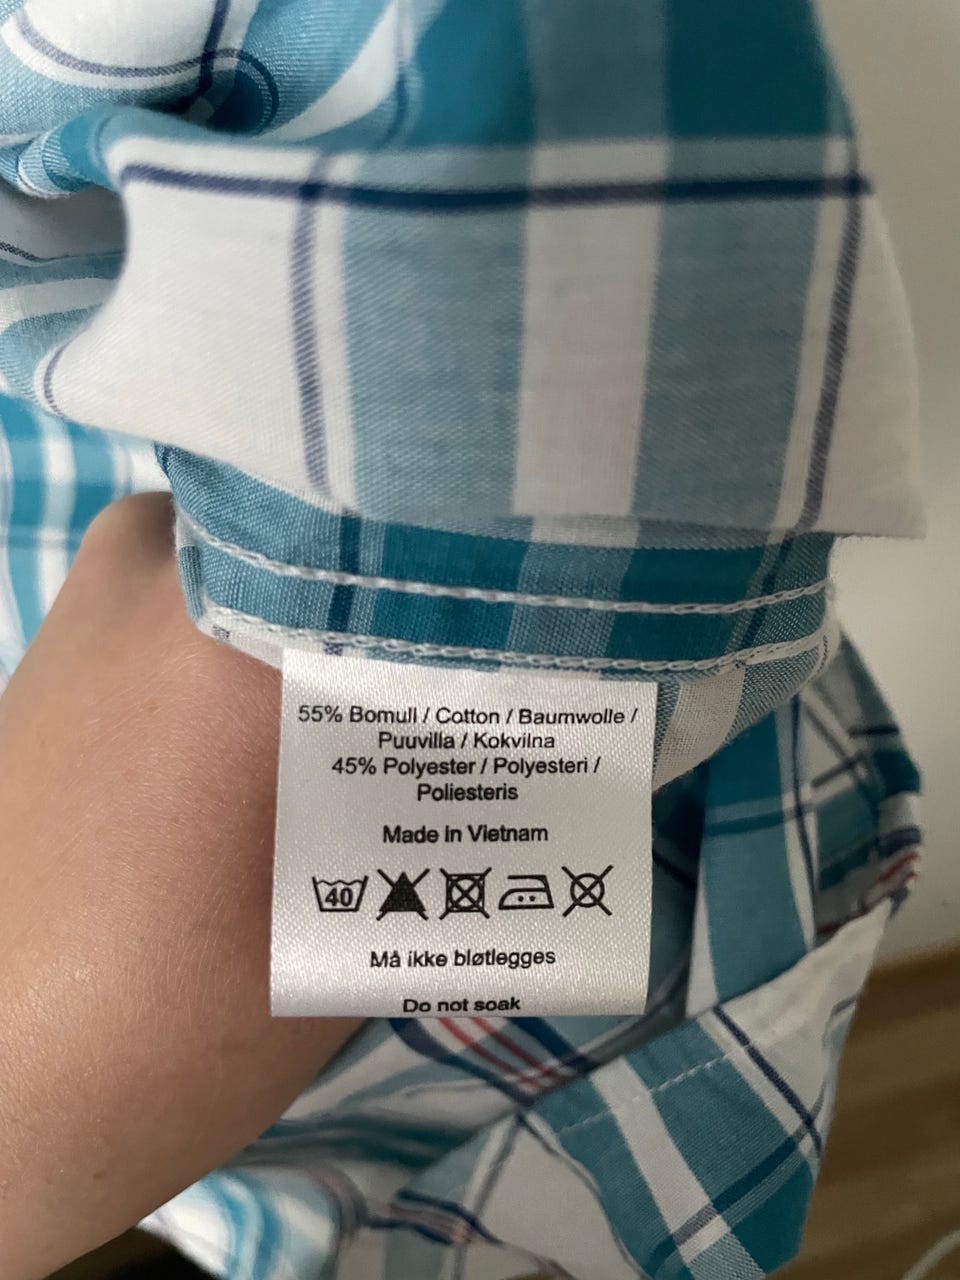 55% Bomull / Cotton / Baumwolle /
Puuvilla / Kokvilna
45% Polyester / Polyesteri /
Poliesteris
Made in Vietnam
40
Må ikke bløtlegges
Do not soak